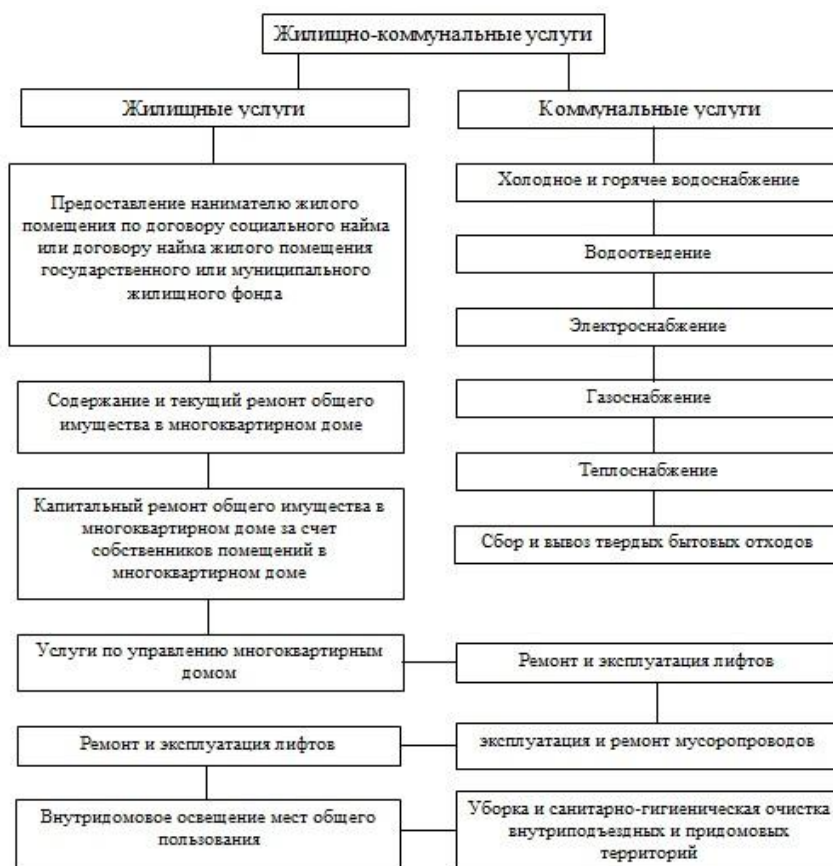 Жилищно-коммунальные услуги
Жилищные услуги
Коммунальные услуги
Предоставление нанимателю жилого
помещения по договору социального найма
или договору найма жилого помещения
государственного или муниципального
жилищного фонда
Холодное и горячее водоснабжение
Водоотведение
Электроснабжение
Газоснабжение
Теплоснабжение
Сбор и вывоз твердых бытовых отходов
Содержание и текущий ремонт общего
имущества в многоквартирном доме
Капитальный ремонт общего имущества в
многоквартирном доме за счет
собственников помещений в
многоквартирном доме
Услуги по управлению многоквартирным
домом
Ремонт и эксплуатация лифтов
эксплуатация и ремонт мусоропроводов
Ремонт и эксплуатация лифтов
Внутридомовое освещение мест общего
пользования
Уборка и санитарно-гигиеническая очистка
внутриподъездных и придомовых
территорий